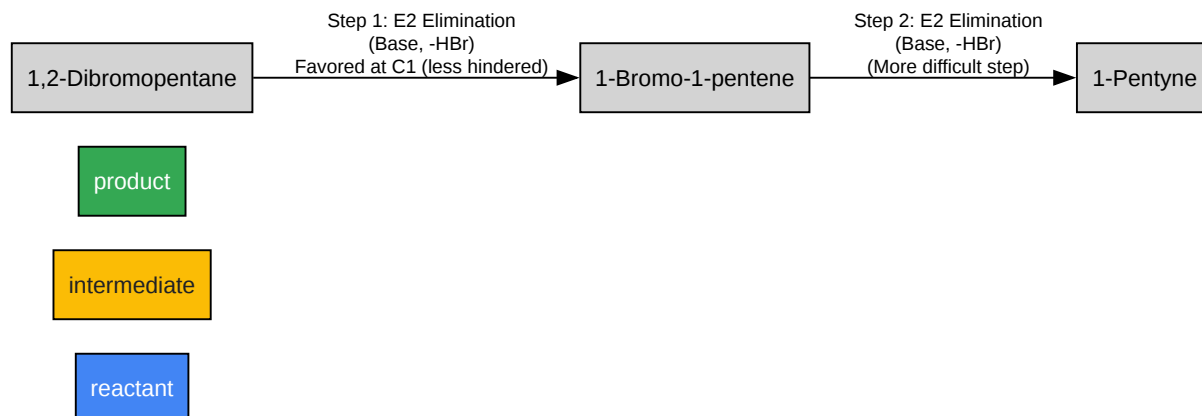 Step 1: E2 Elimination
(Base, -HBr)
Favored at C1 (less hindered)
Step 2: E2 Elimination
(Base, -HBr)
(More difficult step)
1,2-Dibromopentane
1-Bromo-1-pentene
1-Pentyne
product
intermediate
reactant